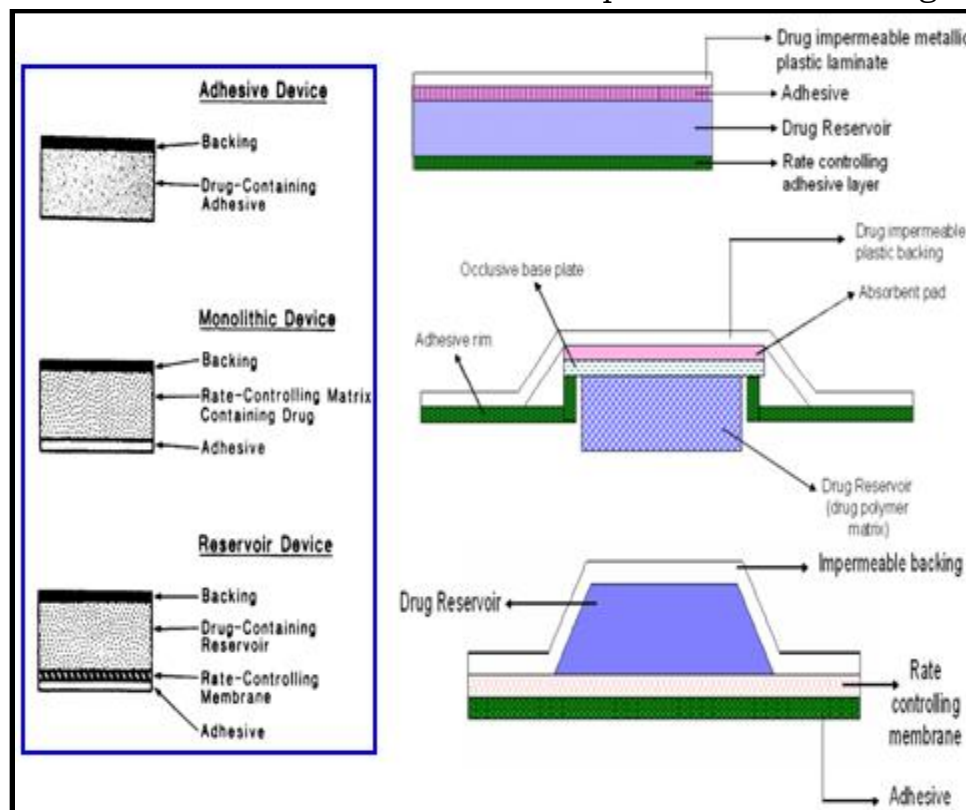 Adhesive Device
Backing
Drug-Containing
Adhesive
Monolithic Device
Backing
Rate-Controlling Matrix
Containing Drug
Adhesive
Reservoir Device
Backing
Drug-Containing
Reservoir
Rate-Controlling
Membrane
Adhesive
Drug impermeable metallic
plastic laminate
Adhesive
Drug Reservoir
Rate controlling
adhesive layer
Drug impermeable
plastic backing
Occlusive base plate
Absorbent pad
Adhesive rim
Drug Reservoir
(drug polymer
matrix)
Impermeable backing
Drug Reservoir
Rate
controlling
membrane
Adhesive